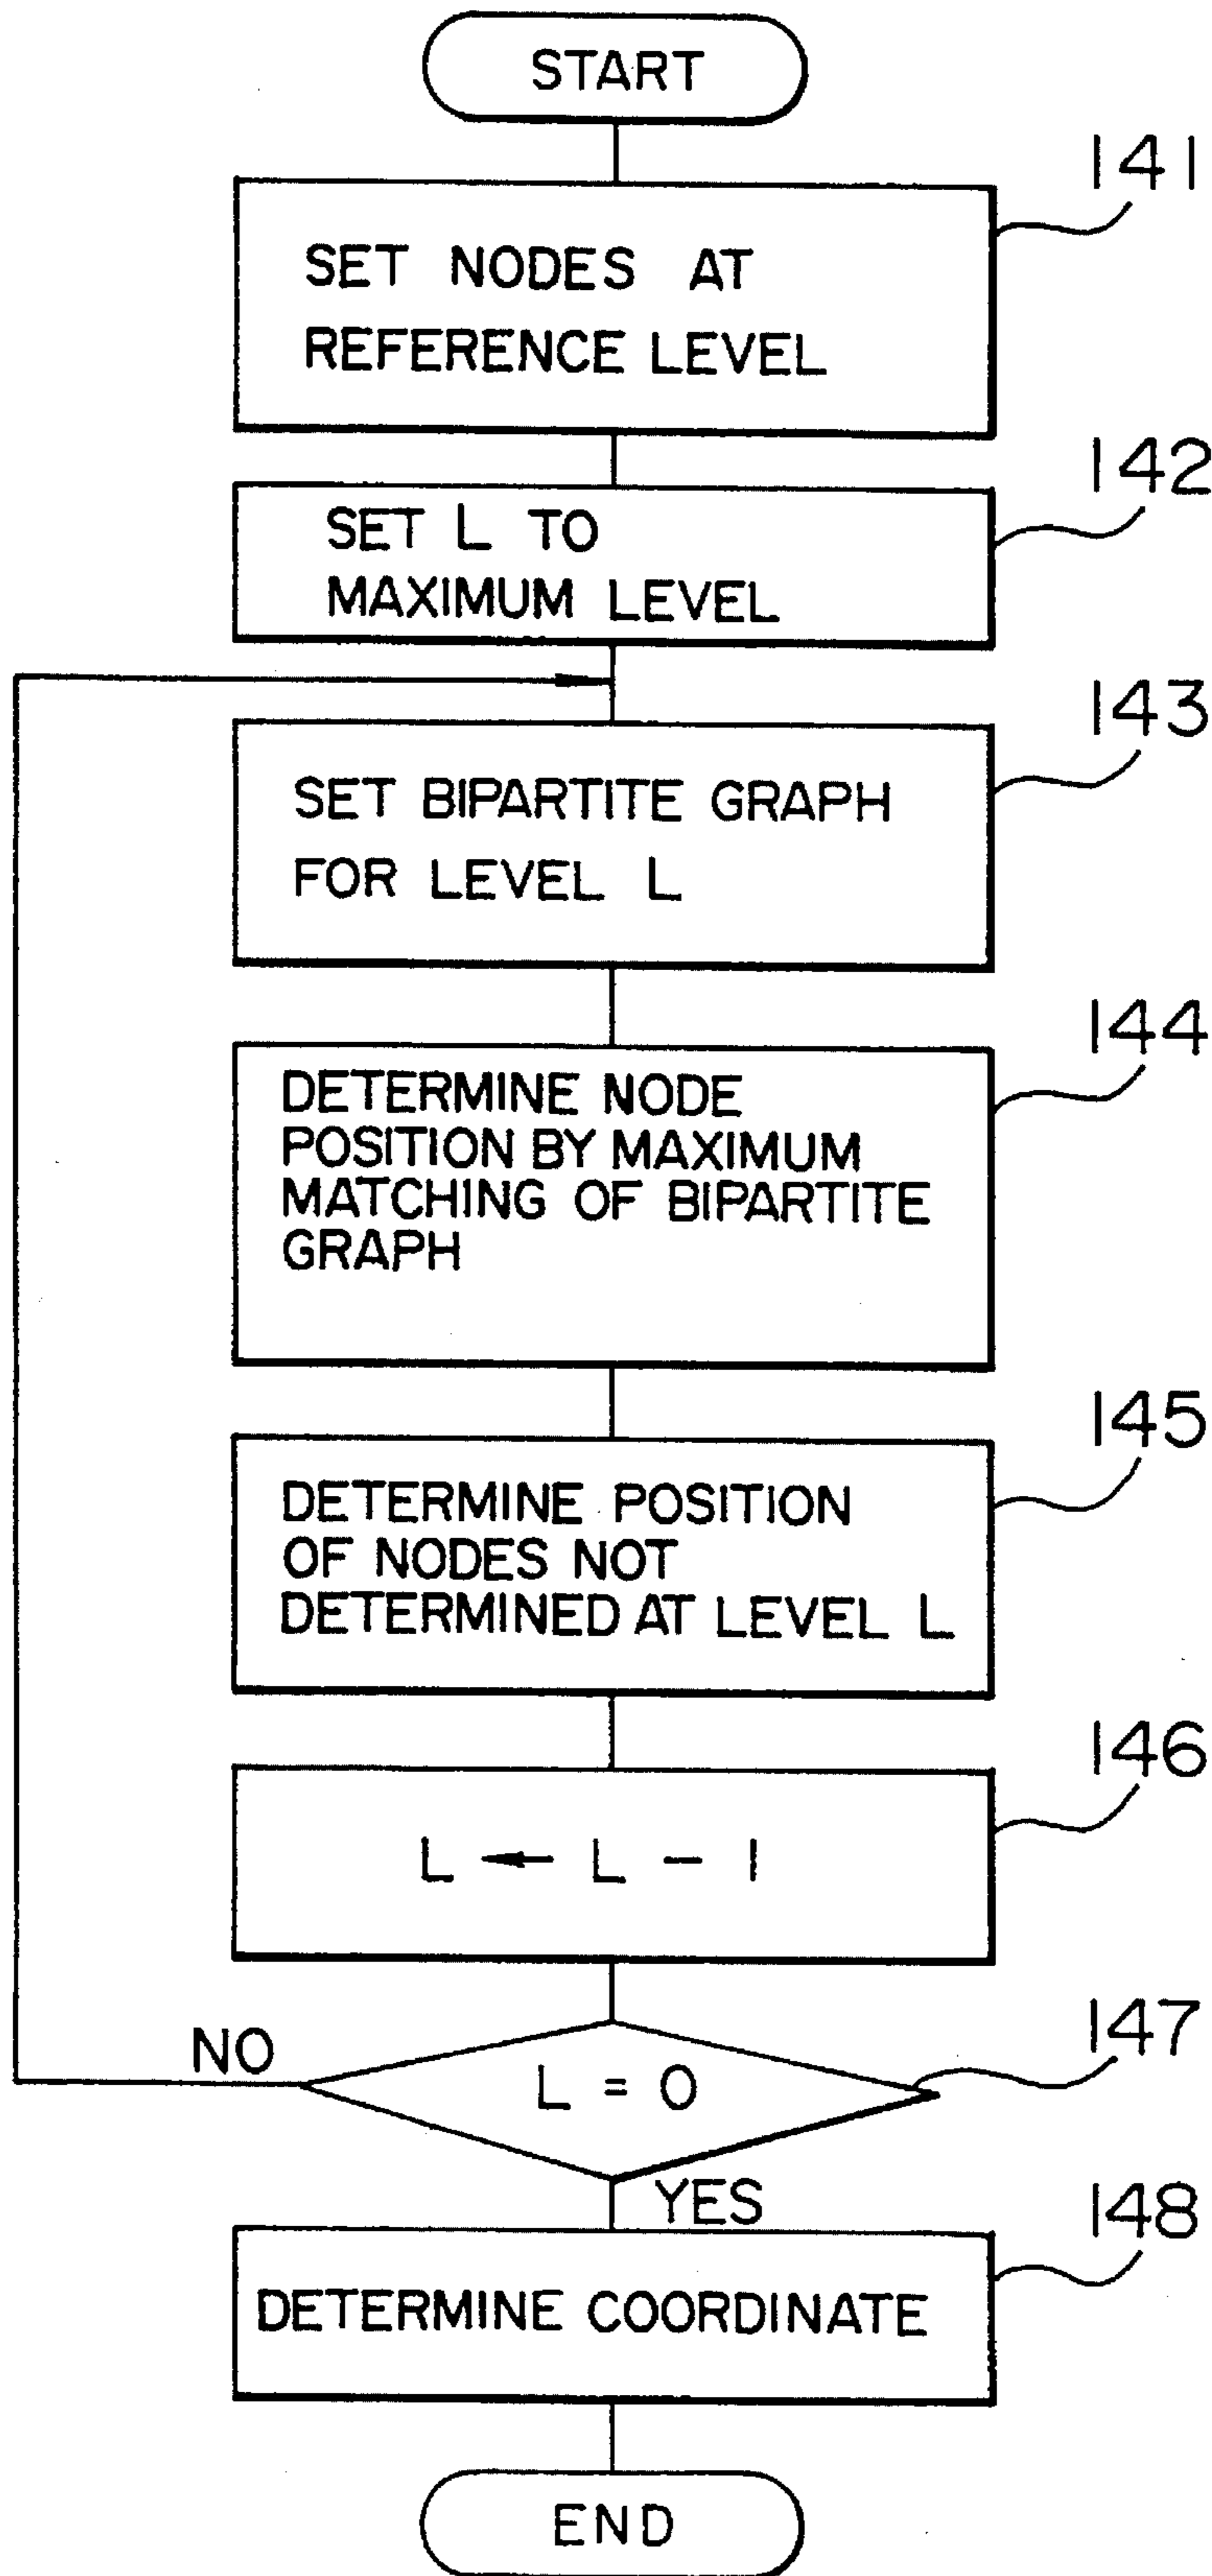 START
141
SET NODES AT
REFERENCE LEVEL
142
SET L TO
MAXIMUM LEVEL
143
SET BIPARTITE GRAPH
FOR LEVEL L
144
DETERMINE NODE
POSITION BY MAXIMUM
MATCHING OF BIPARTITE
GRAPH
145
DETERMINE POSITION
OF NODES NOT
DETERMINED AT LEVEL L
146
L ← L - 1
147
NO
L = 0
YES
148
DETERMINE COORDINATE
END